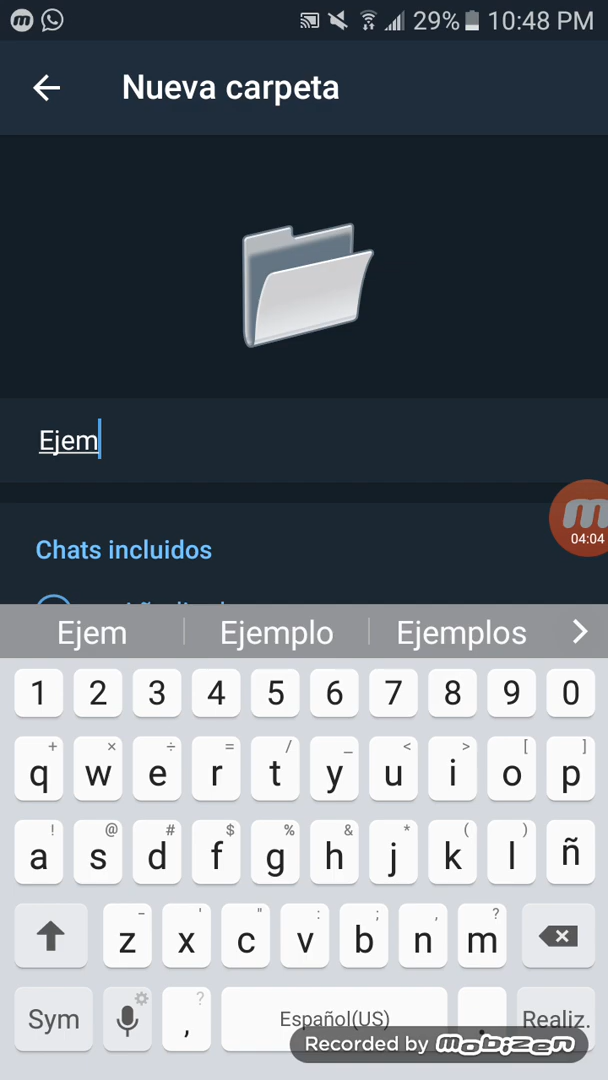 29% 10:48 PM
Nueva carpeta
Ejem
m
04:04
Chats incluidos
Ejem Ejemplo Ejemplos
1 2 3 4 5 6 7 8 9 0
+ × ÷ = / _ < > [ ]
q w e r t y u i o p
! @ # $ % & * ( )
a s d f g h j k l ñ
- ' " : ; , ?
z x c v b n m
?
Sym , Español(US) . Realiz.
Recorded by mobizen